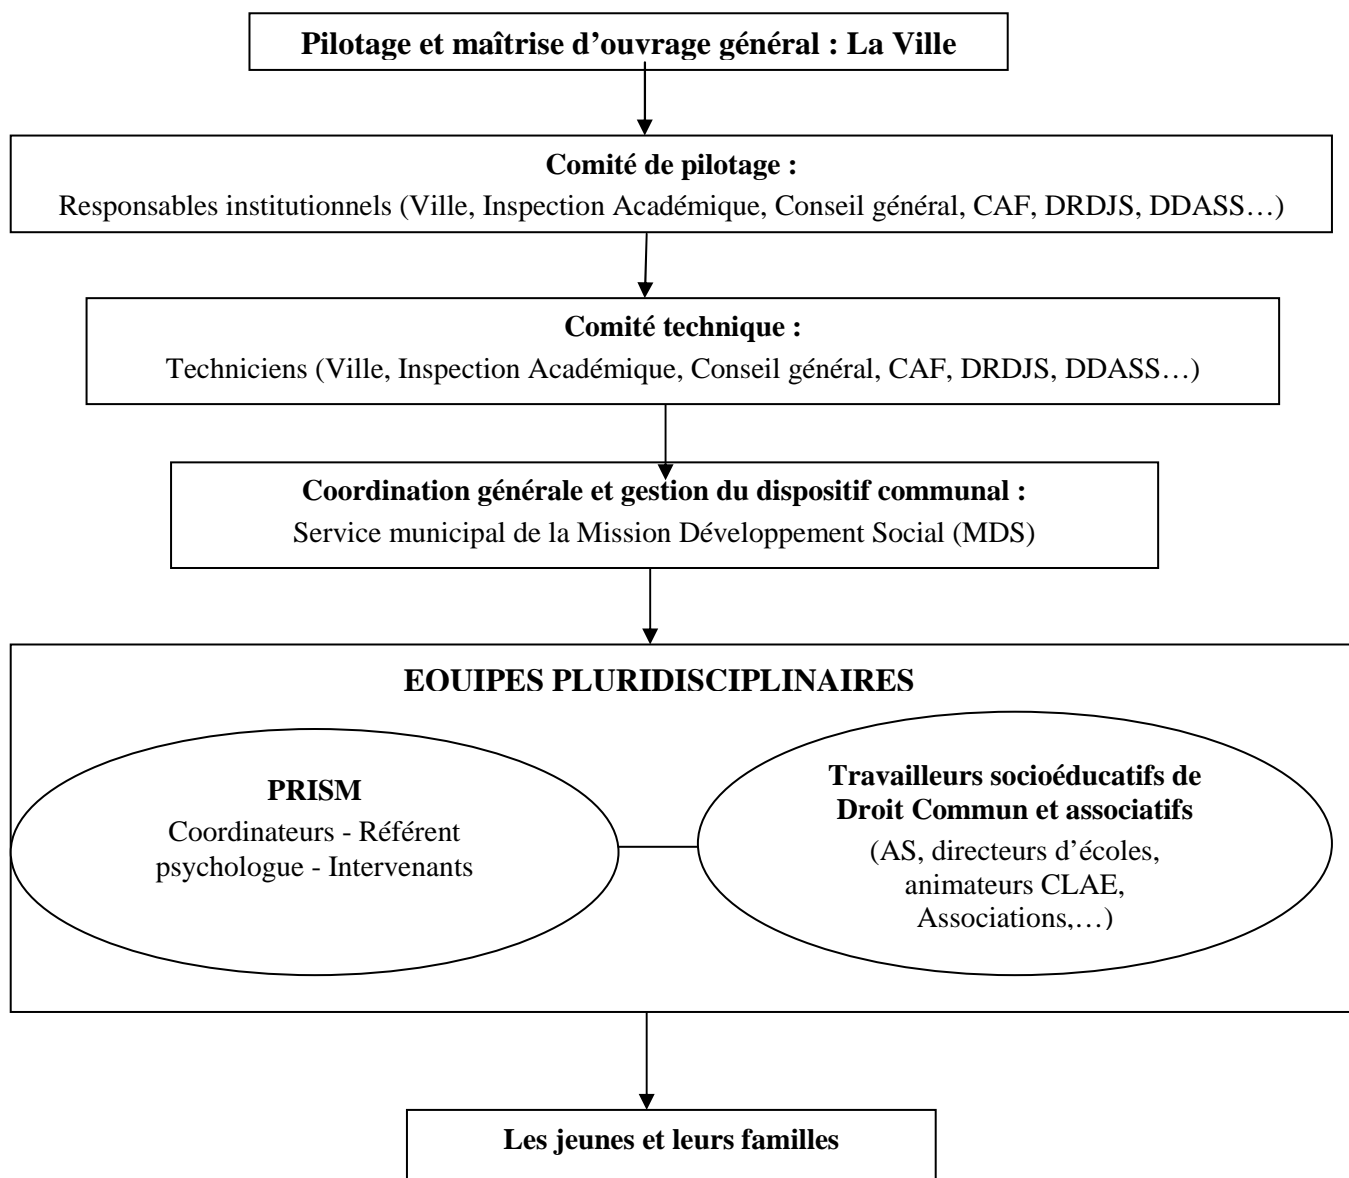 Pilotage et maîtrise d’ouvrage général : La Ville
Comité de pilotage :
Responsables institutionnels (Ville, Inspection Académique, Conseil général, CAF, DRDJS, DDASS…)
Comité technique :
Techniciens (Ville, Inspection Académique, Conseil général, CAF, DRDJS, DDASS…)
Coordination générale et gestion du dispositif communal :
Service municipal de la Mission Développement Social (MDS)
EQUIPES PLURIDISCIPLINAIRES
PRISM
Coordinateurs - Référent
psychologue - Intervenants
Travailleurs socioéducatifs de
Droit Commun et associatifs
(AS, directeurs d’écoles,
animateurs CLAE,
Associations,…)
Les jeunes et leurs familles